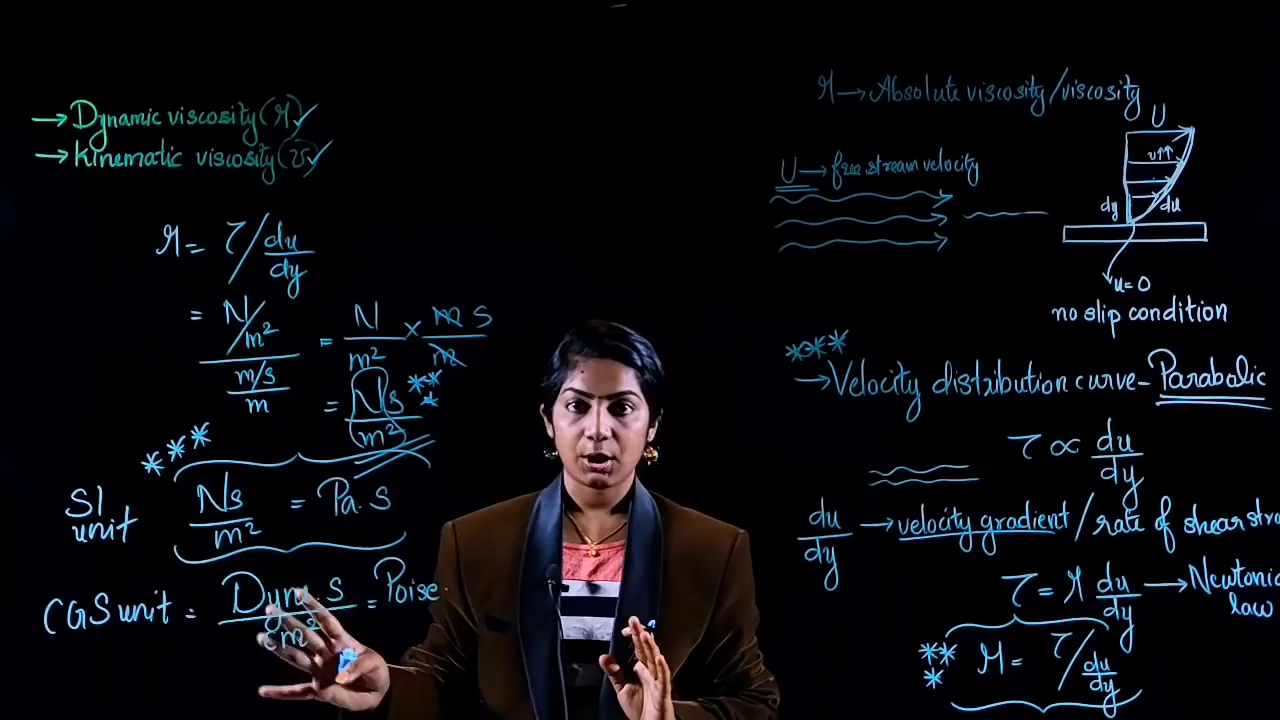 → Dynamic viscosity (μ) ✓
→ Kinematic viscosity (υ) ✓
μ = τ / du/dy
= N/m² / m/s / m = N/m² × m s / m
= Ns/m² ***
***
SI unit Ns/m² = Pa.S
CGS unit = Dyne.S / cm² = Poise
μ → Absolute viscosity / viscosity
U
U → free stream velocity
u↑↑
dy du
u = 0
no slip condition
***
→ Velocity distribution curve - Parabolic
τ ∝ du/dy
du/dy → velocity gradient / rate of shear stra
τ = μ du/dy → Newtonia
law
*** μ = τ / du/dy